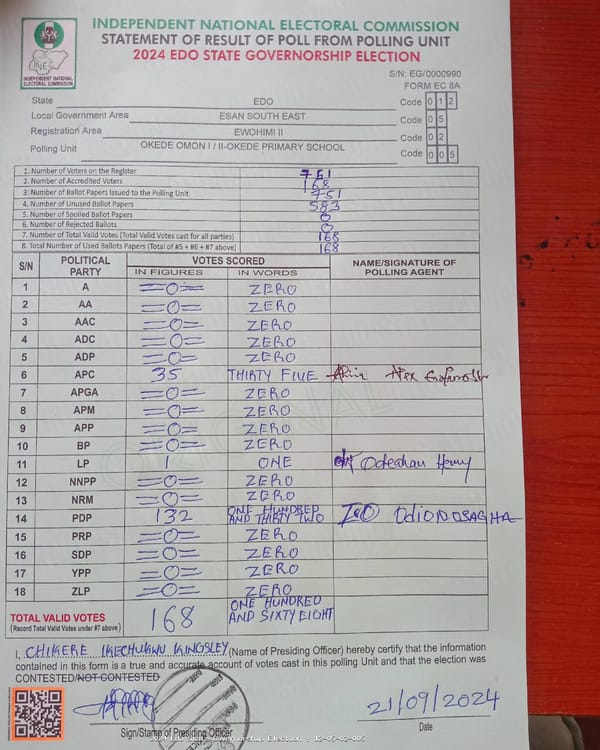 INDEPENDENT NATIONAL ELECTORAL COMMISSION
STATEMENT OF RESULT OF POLL FROM POLLING UNIT
2024 EDO STATE GOVERNORSHIP ELECTION
INEC
INDEPENDENT NATIONAL
ELECTORAL COMMISSION
S/N: EG/0000990
FORM EC 8A
State EDO Code 0 1 2
Local Government Area ESAN SOUTH EAST Code 0 5
Registration Area EWOHIMI II Code 0 2
Polling Unit OKEDE OMON I / II-OKEDE PRIMARY SCHOOL Code 0 0 5
1. Number of Voters on the Register 751
2. Number of Accredited Voters 168
3. Number of Ballot Papers Issued to the Polling Unit 751
4. Number of Unused Ballot Papers 583
5. Number of Spoiled Ballot Papers 0
6. Number of Rejected Ballots 0
7. Number of Total Valid Votes (Total Valid Votes cast for all parties) 168
8. Total Number of Used Ballots Papers (Total of #5 + #6 + #7 above) 168
S/N POLITICAL PARTY VOTES SCORED NAME/SIGNATURE OF POLLING AGENT
IN FIGURES IN WORDS
1 A =0= ZERO
2 AA =0= ZERO
3 AAC =0= ZERO
4 ADC =0= ZERO
5 ADP =0= ZERO
6 APC 35 THIRTY FIVE
7 APGA =0= ZERO
8 APM =0= ZERO
9 APP =0= ZERO
10 BP =0= ZERO
11 LP 1 ONE
12 NNPP =0= ZERO
13 NRM =0= ZERO
14 PDP 132 ONE HUNDRED AND THIRTY TWO
15 PRP =0= ZERO
16 SDP =0= ZERO
17 YPP =0= ZERO
18 ZLP =0= ZERO
TOTAL VALID VOTES 168 ONE HUNDRED AND SIXTY EIGHT
(Record Total Valid Votes under #7 above)
I, CHIKERE IKECHUKWU KINGSLEY (Name of Presiding Officer) hereby certify that the information
contained in this form is a true and accurate account of votes cast in this polling Unit and that the election was
CONTESTED/NOT CONTESTED
21/09/2024
Sign/Stamp of Presiding Officer Date